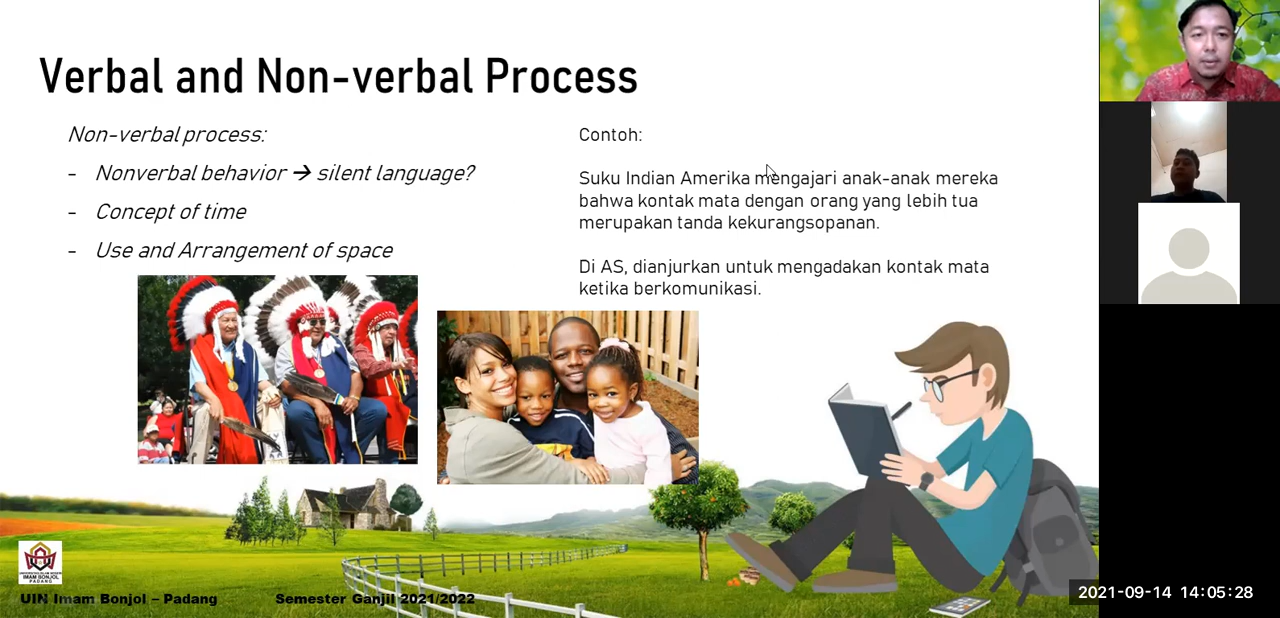 Verbal and Non-verbal Process
Non-verbal process:
- Nonverbal behavior → silent language?
- Concept of time
- Use and Arrangement of space
Contoh:
Suku Indian Amerika mengajari anak-anak mereka
bahwa kontak mata dengan orang yang lebih tua
merupakan tanda kekurangsopanan.
Di AS, dianjurkan untuk mengadakan kontak mata
ketika berkomunikasi.
IMAM BONJOL
PADANG
UIN Imam Bonjol – Padang
Semester Ganjil 2021/2022
2021-09-14 14:05:28